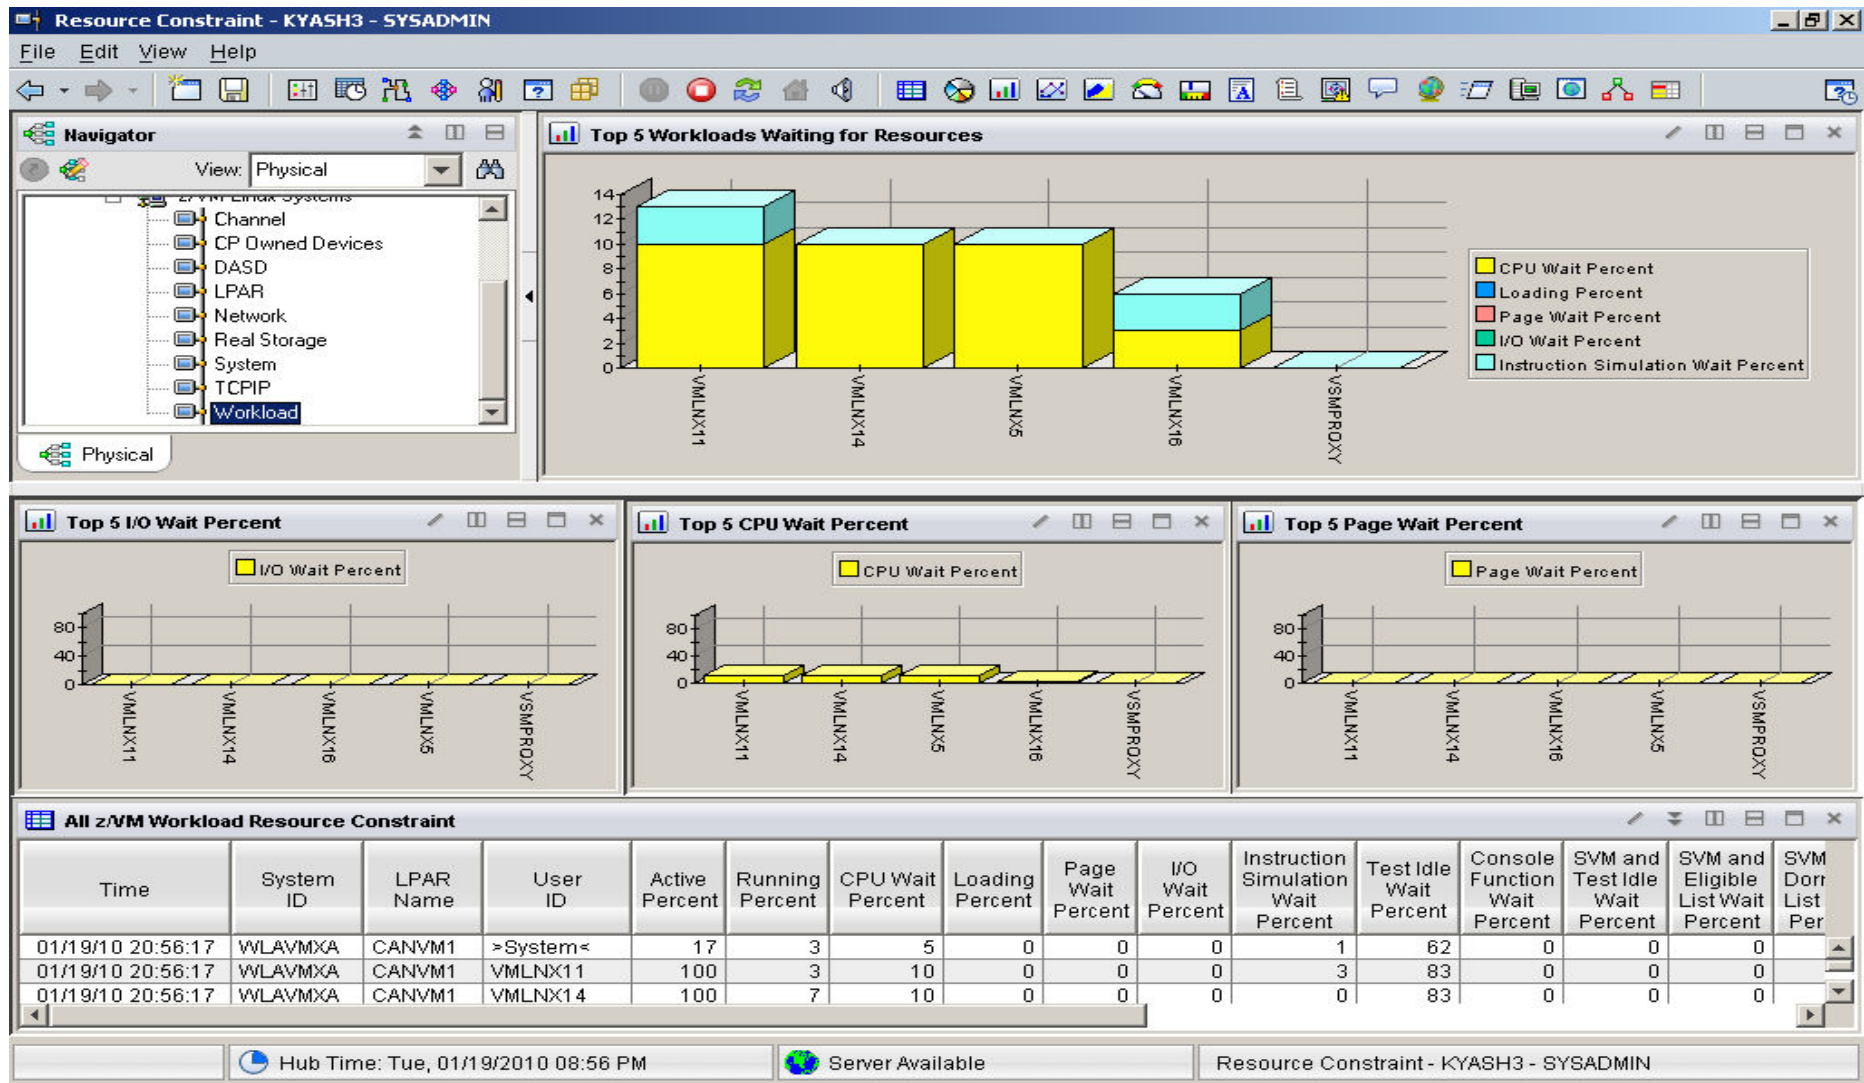 Resource Constraint - KYASH3 - SYSADMIN
File Edit View Help
Navigator
View: Physical
z/VM Linux Systems
Channel
CP Owned Devices
DASD
LPAR
Network
Real Storage
System
TCPIP
Workload
Physical
Top 5 Workloads Waiting for Resources
14
12
10
8
6
4
2
0
VMLNX11
VMLNX14
VMLNX5
VMLNX16
VSMPROXY
CPU Wait Percent
Loading Percent
Page Wait Percent
I/O Wait Percent
Instruction Simulation Wait Percent
Top 5 I/O Wait Percent
I/O Wait Percent
80
40
0
VMLNX11
VMLNX14
VMLNX16
VMLNX5
VSMPROXY
Top 5 CPU Wait Percent
CPU Wait Percent
80
40
0
VMLNX11
VMLNX14
VMLNX5
VMLNX16
VSMPROXY
Top 5 Page Wait Percent
Page Wait Percent
80
40
0
VMLNX11
VMLNX14
VMLNX16
VMLNX5
VSMPROXY
All z/VM Workload Resource Constraint
Time System ID LPAR Name User ID Active Percent Running Percent CPU Wait Percent Loading Percent Page Wait Percent I/O Wait Percent Instruction Simulation Wait Percent Test Idle Wait Percent Console Function Wait Percent SVM and Test Idle Wait Percent SVM and Eligible List Wait Percent SVM List
01/19/10 20:56:17 WLAVMXA CANVM1 >System< 17 3 5 0 0 0 1 62 0 0 0
01/19/10 20:56:17 WLAVMXA CANVM1 VMLNX11 100 3 10 0 0 0 3 83 0 0 0
01/19/10 20:56:17 WLAVMXA CANVM1 VMLNX14 100 7 10 0 0 0 0 83 0 0 0
Hub Time: Tue, 01/19/2010 08:56 PM
Server Available
Resource Constraint - KYASH3 - SYSADMIN